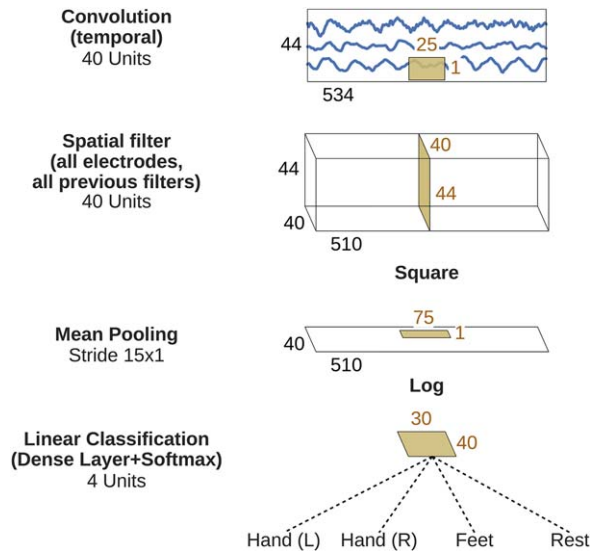 Convolution
(temporal)
40 Units
44
25
1
534
Spatial filter
(all electrodes,
all previous filters)
40 Units
40
44
44
40
510
Square
Mean Pooling
Stride 15x1
75
1
40
510
Log
Linear Classification
(Dense Layer+Softmax)
4 Units
30
40
Hand (L) Hand (R) Feet Rest